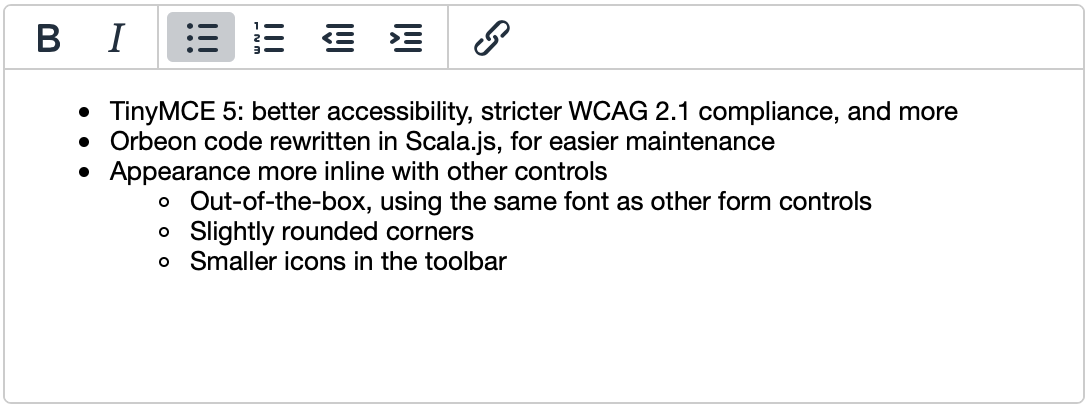 B I
TinyMCE 5: better accessibility, stricter WCAG 2.1 compliance, and more
Orbeon code rewritten in Scala.js, for easier maintenance
Appearance more inline with other controls
Out-of-the-box, using the same font as other form controls
Slightly rounded corners
Smaller icons in the toolbar